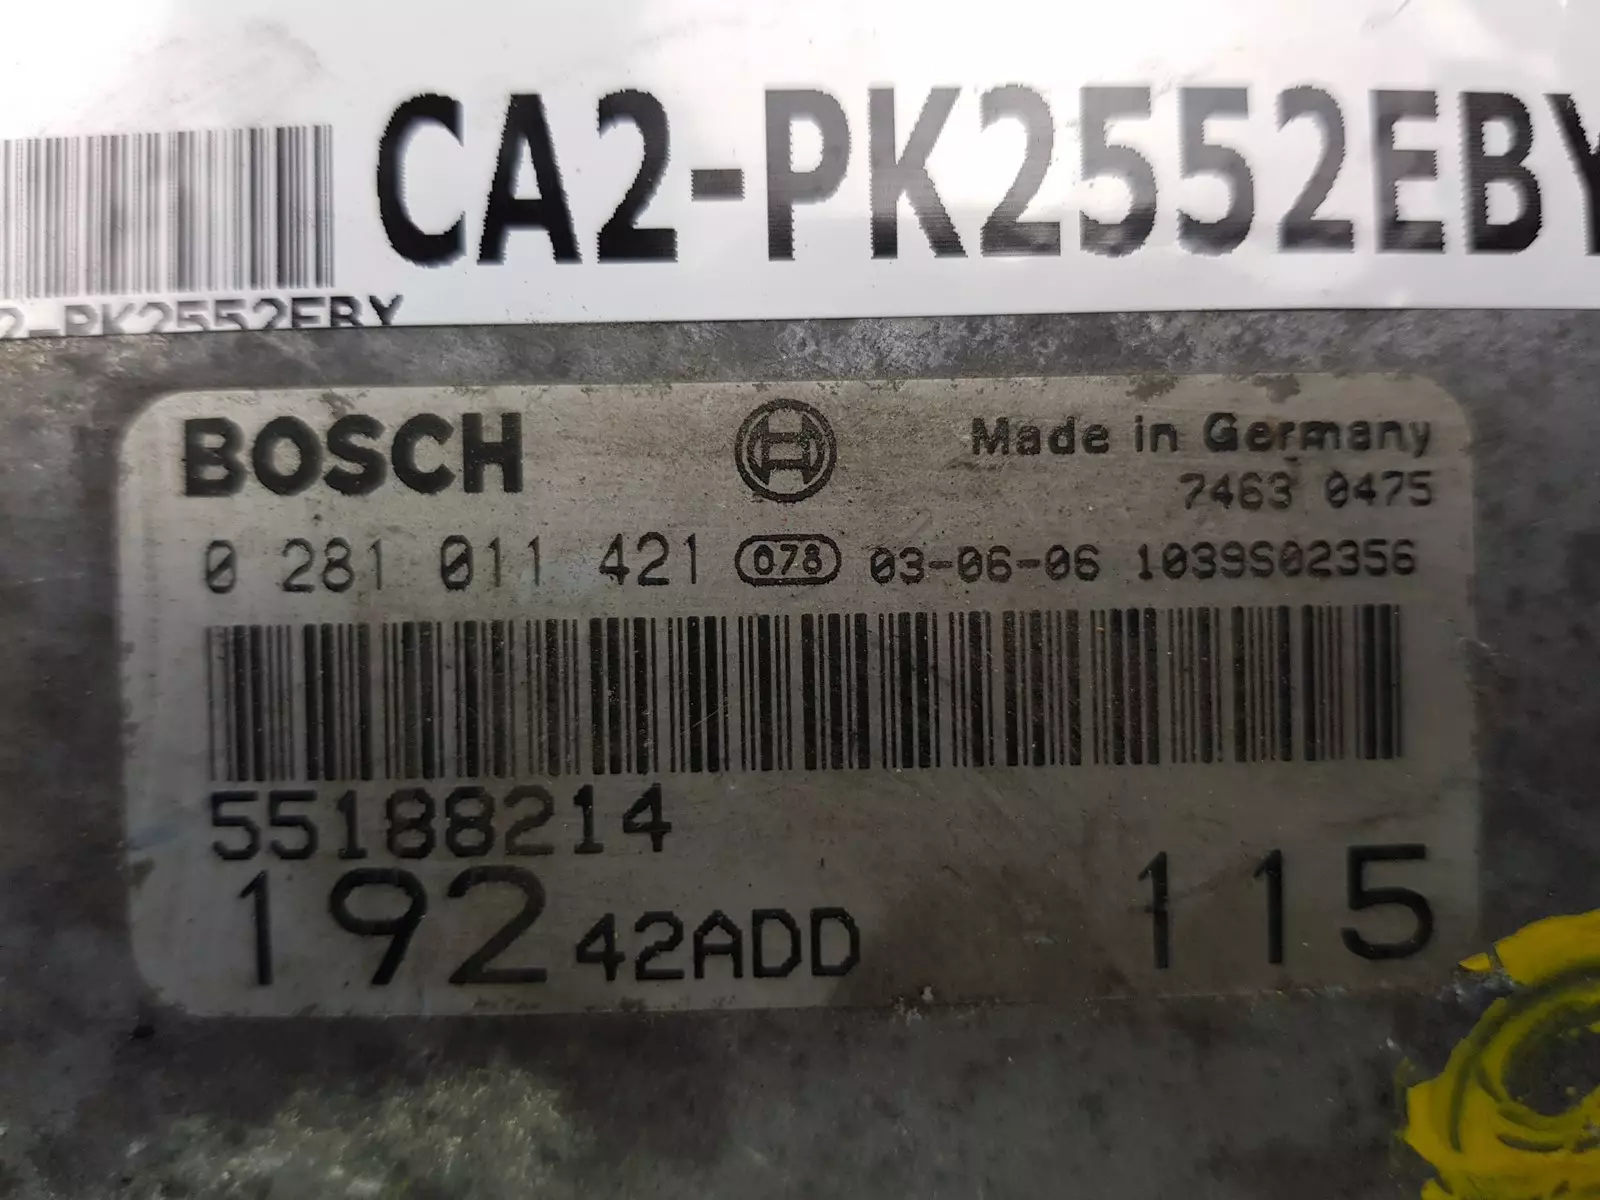 CA2-PK2552EBY
2-PK2552EBY
BOSCH
Made in Germany
7463 0475
0 281 011 421 078 03-06-06 1039S02356
55188214
192 42ADD 115